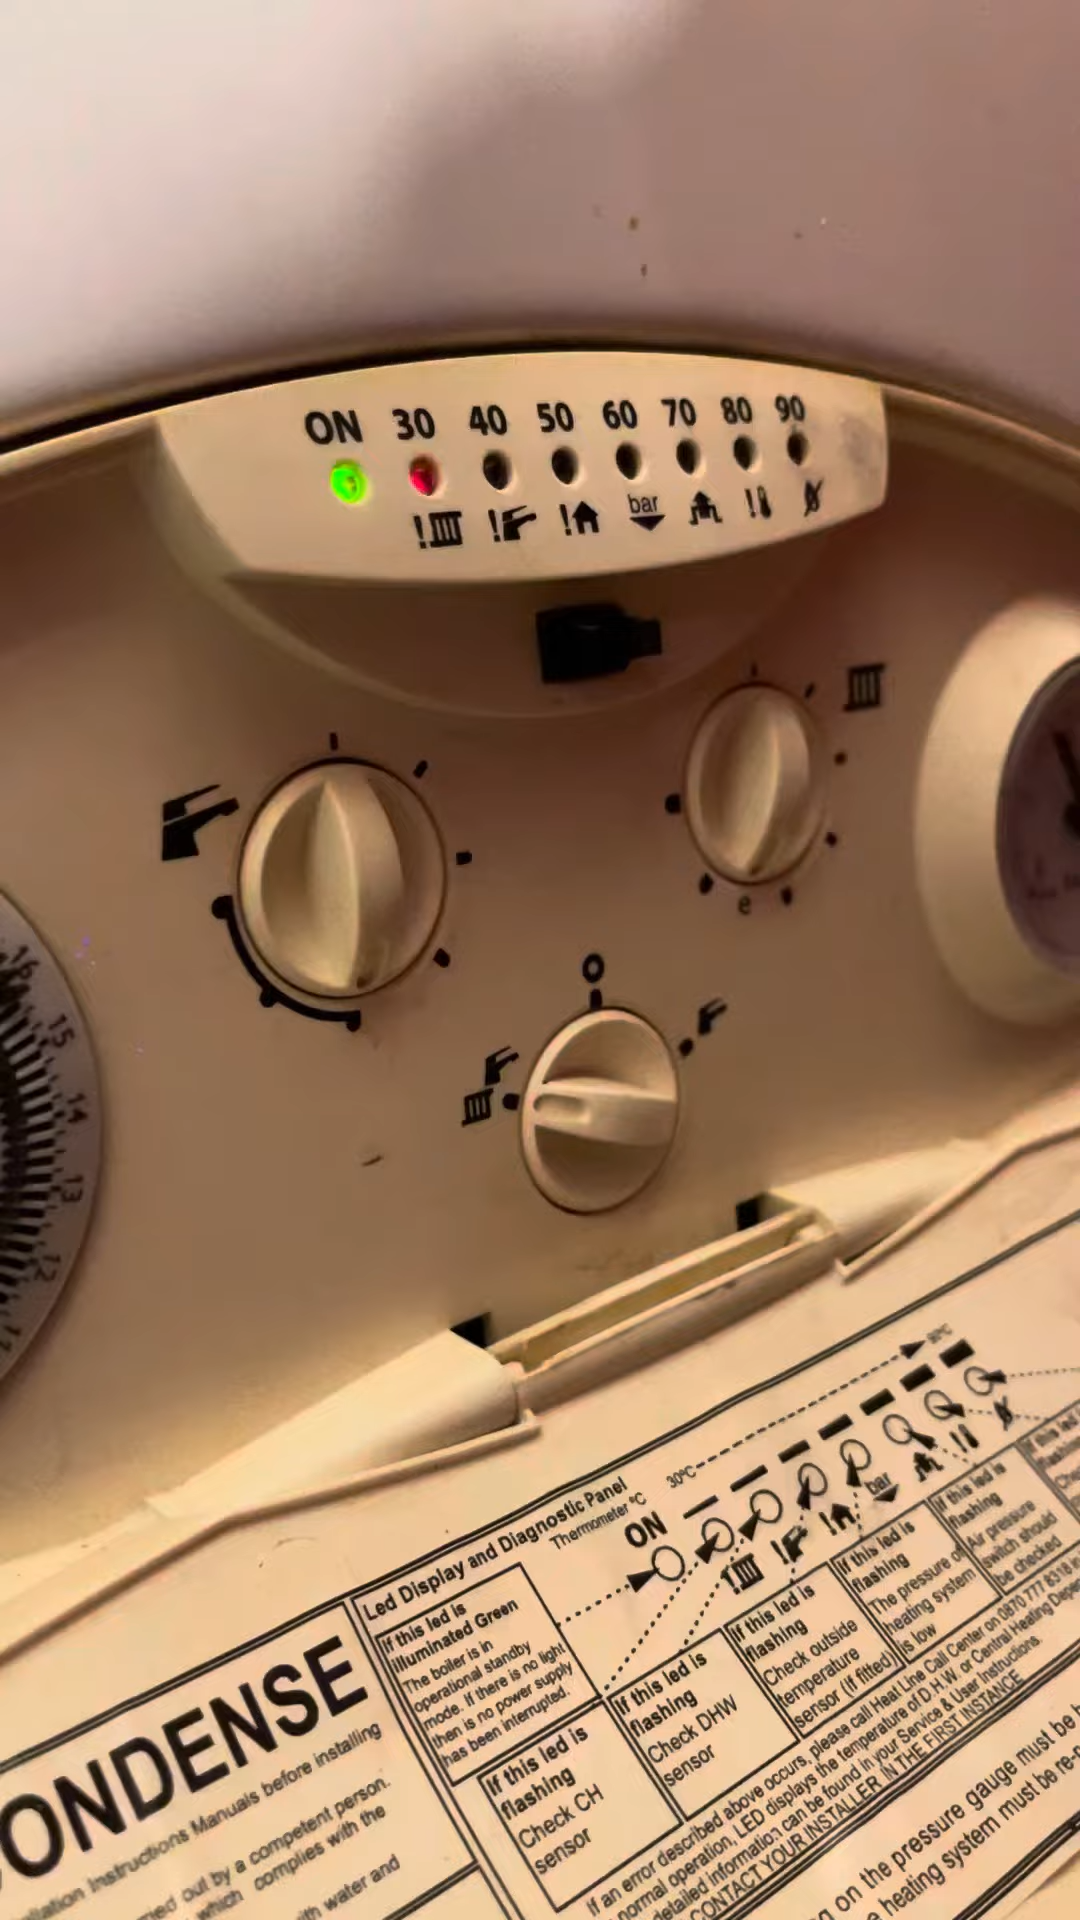 ON 30 40 50 60 70 80 90
bar
e
O
16
15
14
13
12
Led Display and Diagnostic Panel
Thermometer °C
30°C
90°C
ON
bar
If this led is
illuminated Green
The boiler is in
operational standby
mode. If there is no light
then is no power supply
has been interrupted.
If this led is
flashing
Check CH
sensor
If this led is
flashing
Check DHW
sensor
If this led is
flashing
Check outside
temperature
sensor (if fitted)
If this led is
flashing
The pressure of
heating system
is low
If this led is
flashing
Air pressure
switch should
be checked
If this led
flashing
If an error described above occurs, please call Heat Line Call Center on 0870 777 8318
normal operation, LED displays the temperature of D.H.W. or Central Heating
detailed information can be found in your Service & User Instructions.
CONTACT YOUR INSTALLER IN THE FIRST INSTANCE
ONDENSE
Instructions Manuals before installing
out by a competent person.
which complies with the
with water and
on the pressure gauge must be
heating system must be